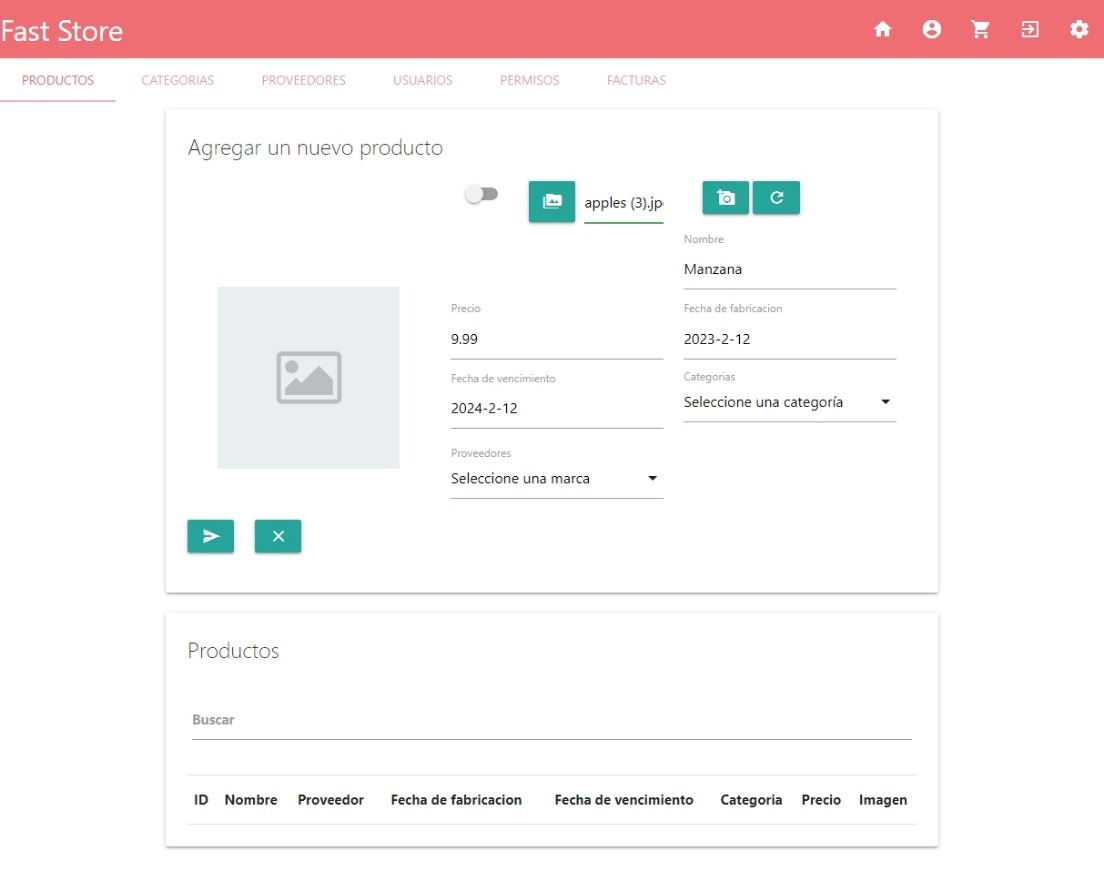 Fast Store
PRODUCTOS CATEGORIAS PROVEEDORES USUARIOS PERMISOS FACTURAS
Agregar un nuevo producto
apples (3).jp
Nombre
Manzana
Precio Fecha de fabricacion
9.99 2023-2-12
Fecha de vencimiento Categorias
2024-2-12 Seleccione una categoría
Proveedores
Seleccione una marca
Productos
Buscar
ID Nombre Proveedor Fecha de fabricacion Fecha de vencimiento Categoria Precio Imagen